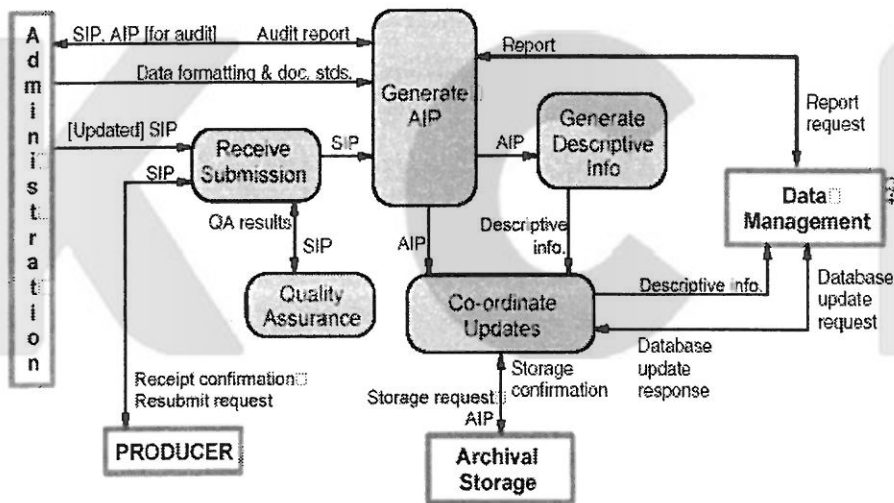 Administration
SIP, AIP [for audit]
Audit report
Data formatting & doc. stds.
[Updated] SIP
SIP
Receive
Submission
SIP
Generate
AIP
Report
AIP
Generate
Descriptive
Info
Report
request
Data
Management
QA results
SIP
Quality
Assurance
AIP
Descriptive
info.
Co-ordinate
Updates
Descriptive info.
Database
update
request
Database
update
response
Receipt confirmation
Resubmit request
PRODUCER
Storage request
AIP
Storage
confirmation
Archival
Storage